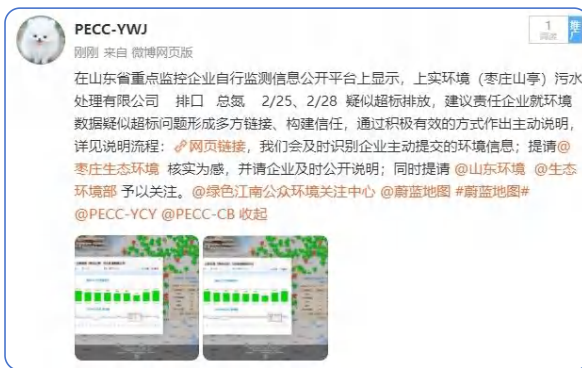 PECC-YWJ
刚刚 来自 微博网页版
1
阅读
推广
在山东省重点监控企业自行监测信息公开平台上显示，上实环境（枣庄山亭）污水
处理有限公司 排口 总氮 2/25、2/28 疑似超标排放，建议责任企业就环境
数据疑似超标问题形成多方链接、构建信任，通过积极有效的方式作出主动说明，
详见说明流程：网页链接，我们会及时识别企业主动提交的环境信息；提请@
枣庄生态环境 核实为感，并请企业及时公开说明；同时提请 @山东环境 @生态
环境部 予以关注。@绿色江南公众环境关注中心 @蔚蓝地图 #蔚蓝地图#
@PECC-YCY @PECC-CB 收起